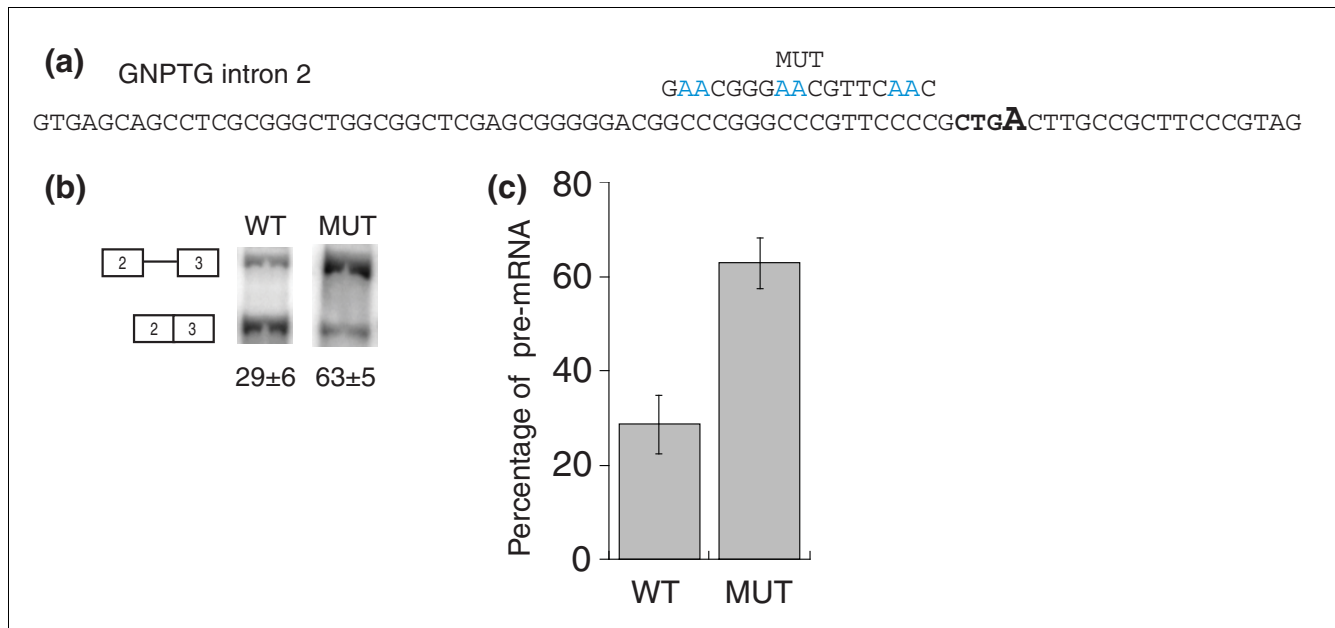 (a) GNPTG intron 2
MUT
GAACGGGAACGTTCAAC
GTGAGCAGCCTCGCGGGCTGGCGGCTCGAGCGGGGGACGGCCCGGGCCCGTTCCCCGCTGACTTGCCGCTTCCCGTAG
(b)
WT MUT
2 3
2 3
29±6 63±5
(c)
Percentage of pre-mRNA
80
60
40
20
0
WT MUT